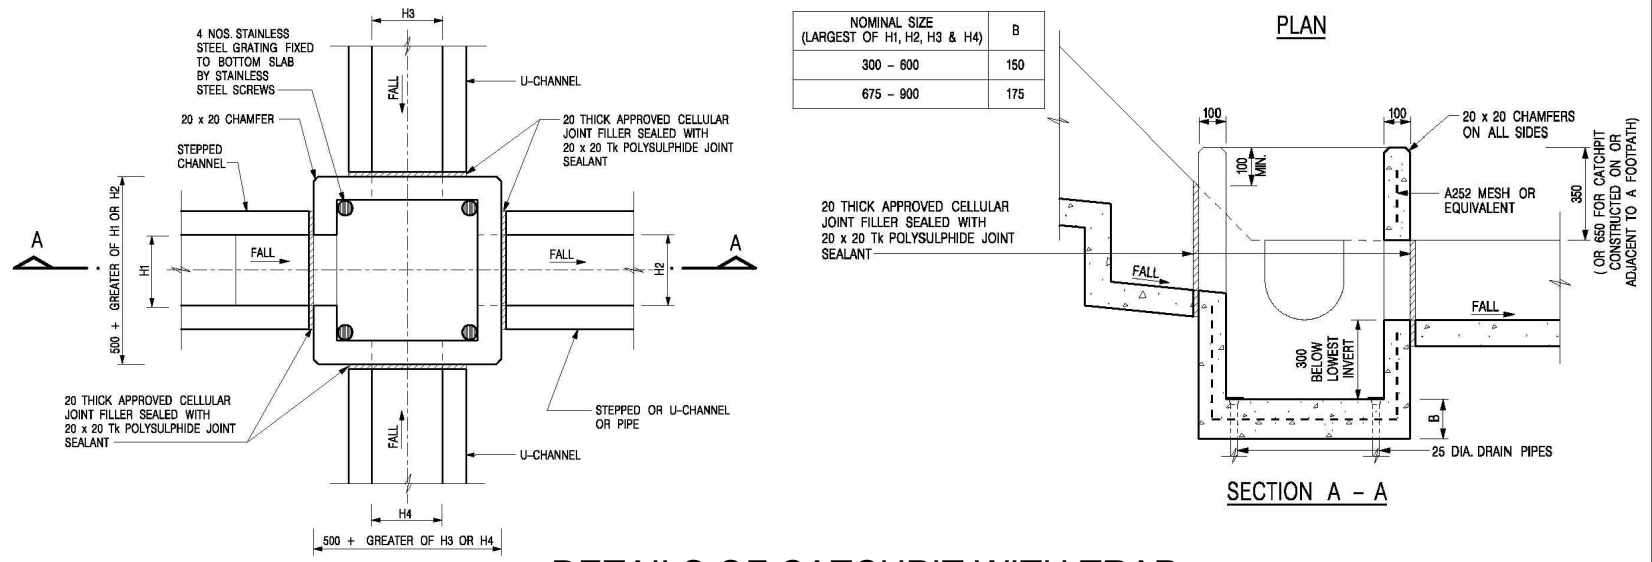 H3
4 NOS. STAINLESS
STEEL GRATING FIXED
TO BOTTOM SLAB
BY STAINLESS
STEEL SCREWS
FALL
U-CHANNEL
20 x 20 CHAMFER
20 THICK APPROVED CELLULAR
JOINT FILLER SEALED WITH
20 x 20 Tk POLYSULPHIDE JOINT
SEALANT
STEPPED
CHANNEL
500 + GREATER OF H1 OR H2
A
H1
FALL
FALL
H2
A
20 THICK APPROVED CELLULAR
JOINT FILLER SEALED WITH
20 x 20 Tk POLYSULPHIDE JOINT
SEALANT
STEPPED OR U-CHANNEL
OR PIPE
FALL
U-CHANNEL
H4
500 + GREATER OF H3 OR H4
NOMINAL SIZE
(LARGEST OF H1, H2, H3 & H4)
B
300 - 600
150
675 - 900
175
PLAN
100
100
20 x 20 CHAMFERS
ON ALL SIDES
100
MIN.
A252 MESH OR
EQUIVALENT
350
( OR 650 FOR CATCHPIT
CONSTRUCTED ON OR
ADJACENT TO A FOOTPATH)
20 THICK APPROVED CELLULAR
JOINT FILLER SEALED WITH
20 x 20 Tk POLYSULPHIDE JOINT
SEALANT
FALL
FALL
300
BELOW
LOWEST
INVERT
B
25 DIA. DRAIN PIPES
SECTION A - A
DETAILS OF CATCHPIT WITH TRAP